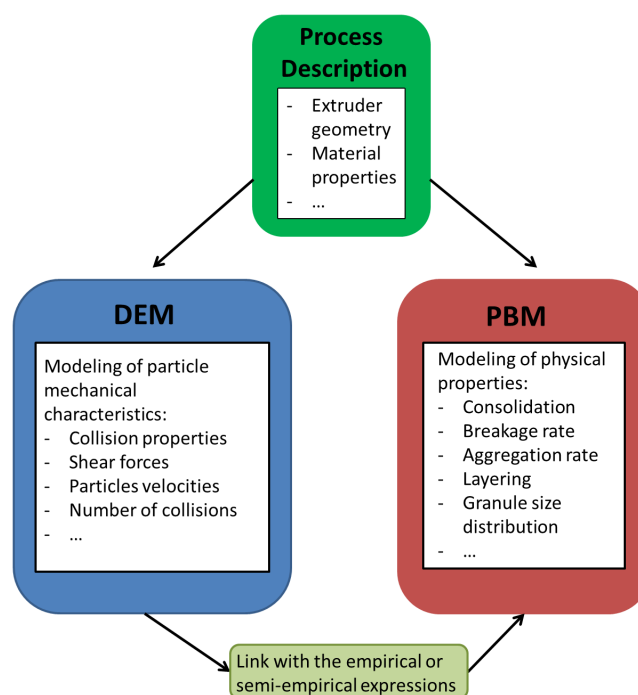 Process
Description
- Extruder
geometry
- Material
properties
- …
DEM
Modeling of particle
mechanical
characteristics:
- Collision properties
- Shear forces
- Particles velocities
- Number of collisions
- …
PBM
Modeling of physical
properties:
- Consolidation
- Breakage rate
- Aggregation rate
- Layering
- Granule size
distribution
- …
Link with the empirical or
semi-empirical expressions